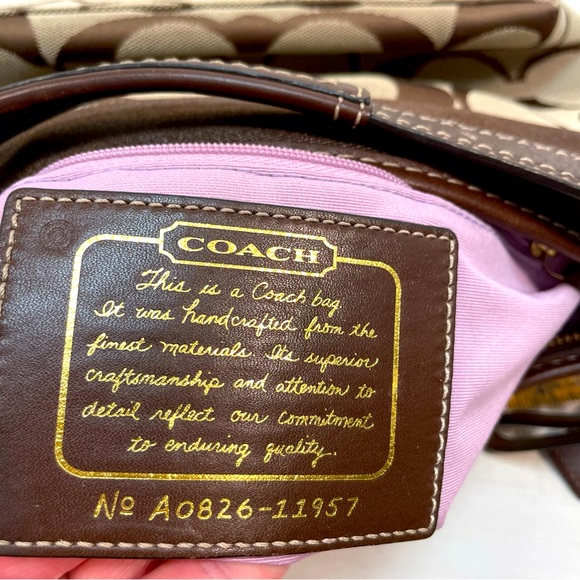 COACH
This is a Coach bag.
It was handcrafted from the
finest materials. Its superior
craftsmanship and attention to
detail reflect our commitment
to enduring quality.
No A0826-11957